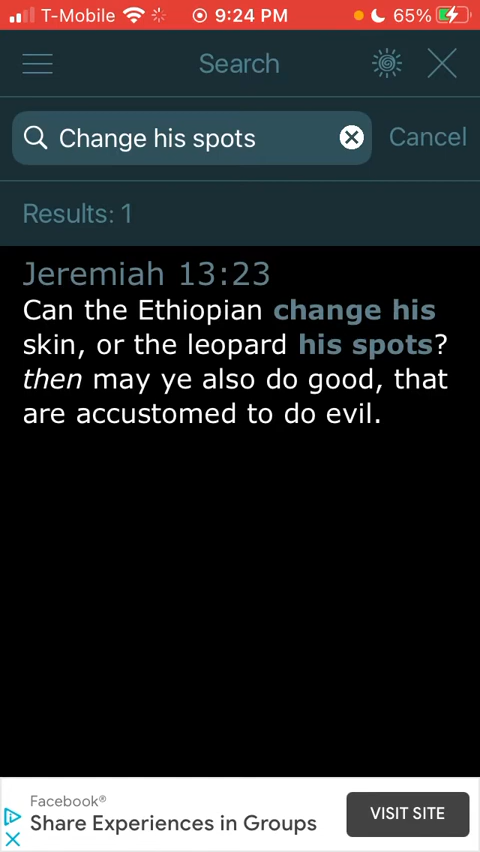 T-Mobile 9:24 PM 65%
Search
Change his spots Cancel
Results: 1
Jeremiah 13:23
Can the Ethiopian change his
skin, or the leopard his spots?
then may ye also do good, that
are accustomed to do evil.
Facebook®
Share Experiences in Groups
VISIT SITE